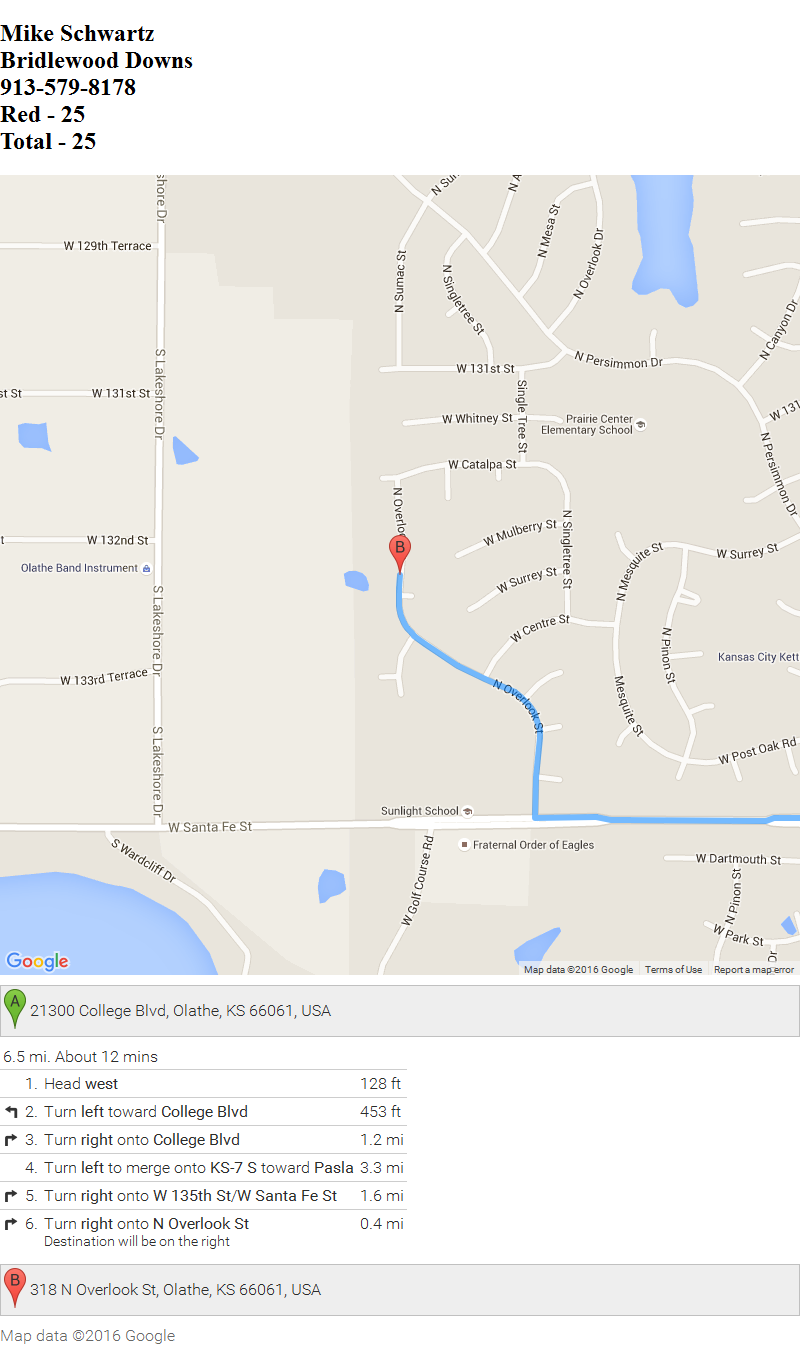 Mike Schwartz
Bridlewood Downs
913-579-8178
Red - 25
Total - 25
shore Dr
N Sum
N A
W 129th Terrace
N Mesa St
N Overlook Dr
N Sumac St
N Singletree St
N Canyon Dr
S Lakeshore Dr
N Persimmon Dr
W 131st St
st St
W 131st St
Single Tree St
W 131
W Whitney St
Prairie Center
Elementary School
N Persimmon Dr
W Catalpa St
N Overlo
B
W Mulberry St
N Singletree St
t
W 132nd St
N Mesquite St
W Surrey St
Olathe Band Instrument
W Surrey St
S Lakeshore Dr
W Centre St
N Pinon St
Kansas City Kett
W 133rd Terrace
N Overlook St
Mesquite St
S Lakeshore Dr
W Post Oak Rd
Sunlight School
W Santa Fe St
S Wardcliff Dr
Fraternal Order of Eagles
W Golf Course Rd
W Dartmouth St
N Pinon St
W Park St
Dr
Google
Map data ©2016 Google
Terms of Use
Report a map error
A
21300 College Blvd, Olathe, KS 66061, USA
6.5 mi. About 12 mins
1. Head west 128 ft
2. Turn left toward College Blvd 453 ft
3. Turn right onto College Blvd 1.2 mi
4. Turn left to merge onto KS-7 S toward Pasla 3.3 mi
5. Turn right onto W 135th St/W Santa Fe St 1.6 mi
6. Turn right onto N Overlook St 0.4 mi
Destination will be on the right
B
318 N Overlook St, Olathe, KS 66061, USA
Map data ©2016 Google